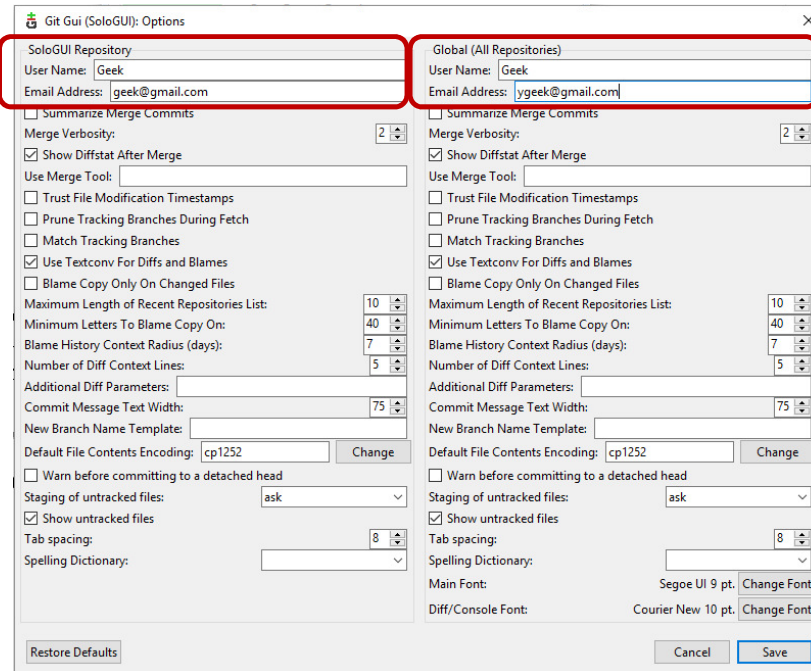 Git Gui (SoloGUI): Options
SoloGUI Repository
User Name: Geek
Email Address: geek@gmail.com
Summarize Merge Commits
Merge Verbosity: 2
Show Diffstat After Merge
Use Merge Tool:
Trust File Modification Timestamps
Prune Tracking Branches During Fetch
Match Tracking Branches
Use Textconv For Diffs and Blames
Blame Copy Only On Changed Files
Maximum Length of Recent Repositories List: 10
Minimum Letters To Blame Copy On: 40
Blame History Context Radius (days): 7
Number of Diff Context Lines: 5
Additional Diff Parameters:
Commit Message Text Width: 75
New Branch Name Template:
Default File Contents Encoding: cp1252 Change
Warn before committing to a detached head
Staging of untracked files: ask
Show untracked files
Tab spacing: 8
Spelling Dictionary:
Global (All Repositories)
User Name: Geek
Email Address: ygeek@gmail.com
Summarize Merge Commits
Merge Verbosity: 2
Show Diffstat After Merge
Use Merge Tool:
Trust File Modification Timestamps
Prune Tracking Branches During Fetch
Match Tracking Branches
Use Textconv For Diffs and Blames
Blame Copy Only On Changed Files
Maximum Length of Recent Repositories List: 10
Minimum Letters To Blame Copy On: 40
Blame History Context Radius (days): 7
Number of Diff Context Lines: 5
Additional Diff Parameters:
Commit Message Text Width: 75
New Branch Name Template:
Default File Contents Encoding: cp1252 Change
Warn before committing to a detached head
Staging of untracked files: ask
Show untracked files
Tab spacing: 8
Spelling Dictionary:
Main Font: Segoe UI 9 pt. Change Font
Diff/Console Font: Courier New 10 pt. Change Font
Restore Defaults Cancel Save